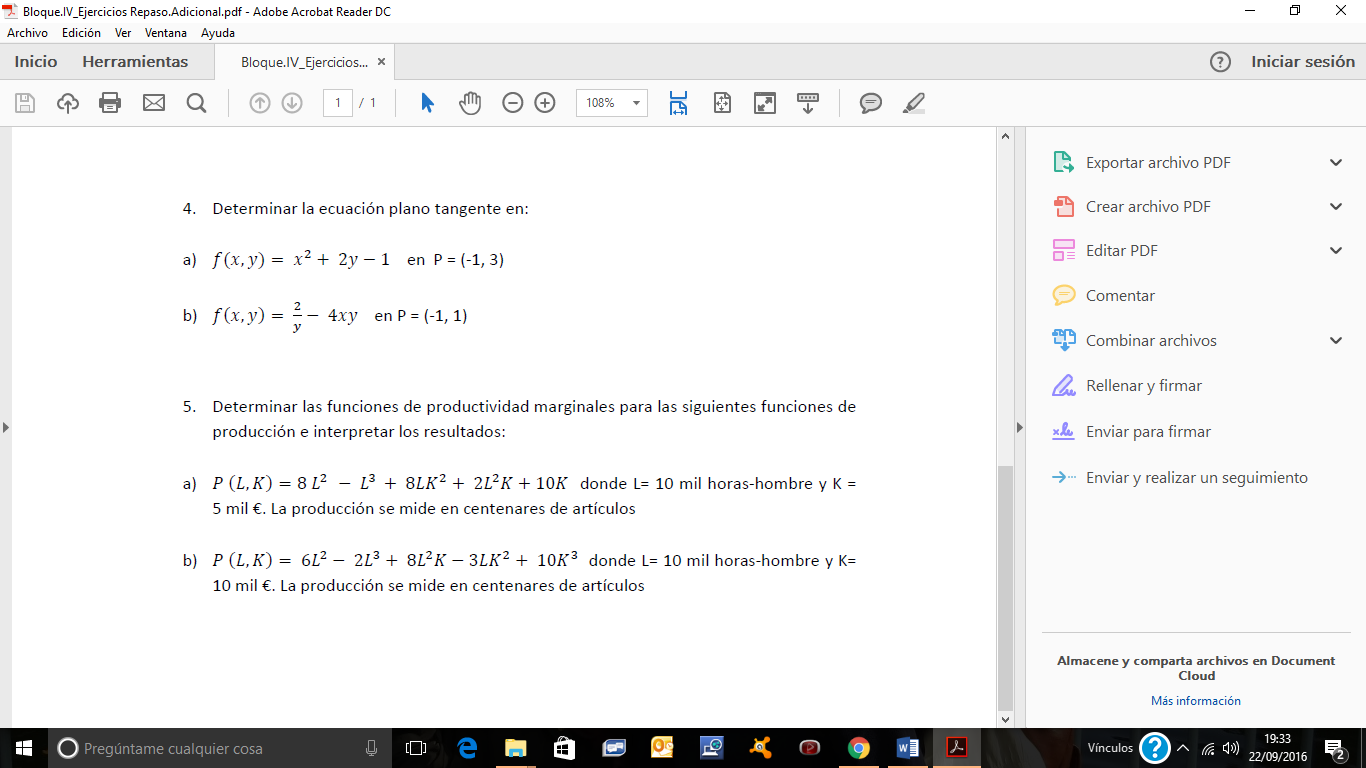 Bloque.IV_Ejercicios Repaso.Adicional.pdf - Adobe Acrobat Reader DC
Archivo Edición Ver Ventana Ayuda
Inicio Herramientas Bloque.IV_Ejercicios... × ? Iniciar sesión
1 / 1 108%
4. Determinar la ecuación plano tangente en:
a) f(x,y) = x² + 2y − 1 en P = (-1, 3)
b) f(x,y) = 2/y − 4xy en P = (-1, 1)
5. Determinar las funciones de productividad marginales para las siguientes funciones de
producción e interpretar los resultados:
a) P (L,K) = 8 L² − L³ + 8LK² + 2L²K + 10K donde L= 10 mil horas-hombre y K =
5 mil €. La producción se mide en centenares de artículos
b) P (L,K) = 6L² − 2L³ + 8L²K − 3LK² + 10K³ donde L= 10 mil horas-hombre y K=
10 mil €. La producción se mide en centenares de artículos
Exportar archivo PDF
Crear archivo PDF
Editar PDF
Comentar
Combinar archivos
Rellenar y firmar
Enviar para firmar
Enviar y realizar un seguimiento
Almacene y comparta archivos en Document
Cloud
Más información
Pregúntame cualquier cosa
Vínculos ? 19:33
22/09/2016 2